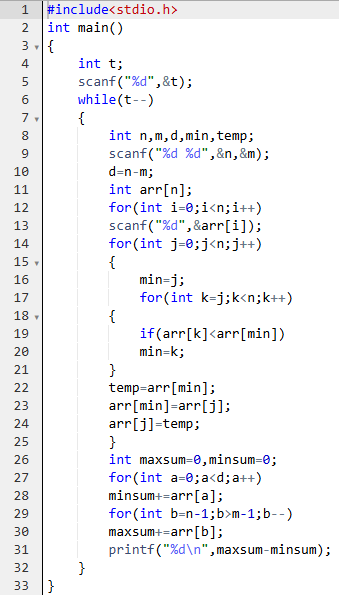 1 #include<stdio.h>
2 int main()
3 {
4 int t;
5 scanf("%d",&t);
6 while(t--)
7 {
8 int n,m,d,min,temp;
9 scanf("%d %d",&n,&m);
10 d=n-m;
11 int arr[n];
12 for(int i=0;i<n;i++)
13 scanf("%d",&arr[i]);
14 for(int j=0;j<n;j++)
15 {
16 min=j;
17 for(int k=j;k<n;k++)
18 {
19 if(arr[k]<arr[min])
20 min=k;
21 }
22 temp=arr[min];
23 arr[min]=arr[j];
24 arr[j]=temp;
25 }
26 int maxsum=0,minsum=0;
27 for(int a=0;a<d;a++)
28 minsum+=arr[a];
29 for(int b=n-1;b>m-1;b--)
30 maxsum+=arr[b];
31 printf("%d\n",maxsum-minsum);
32 }
33 }